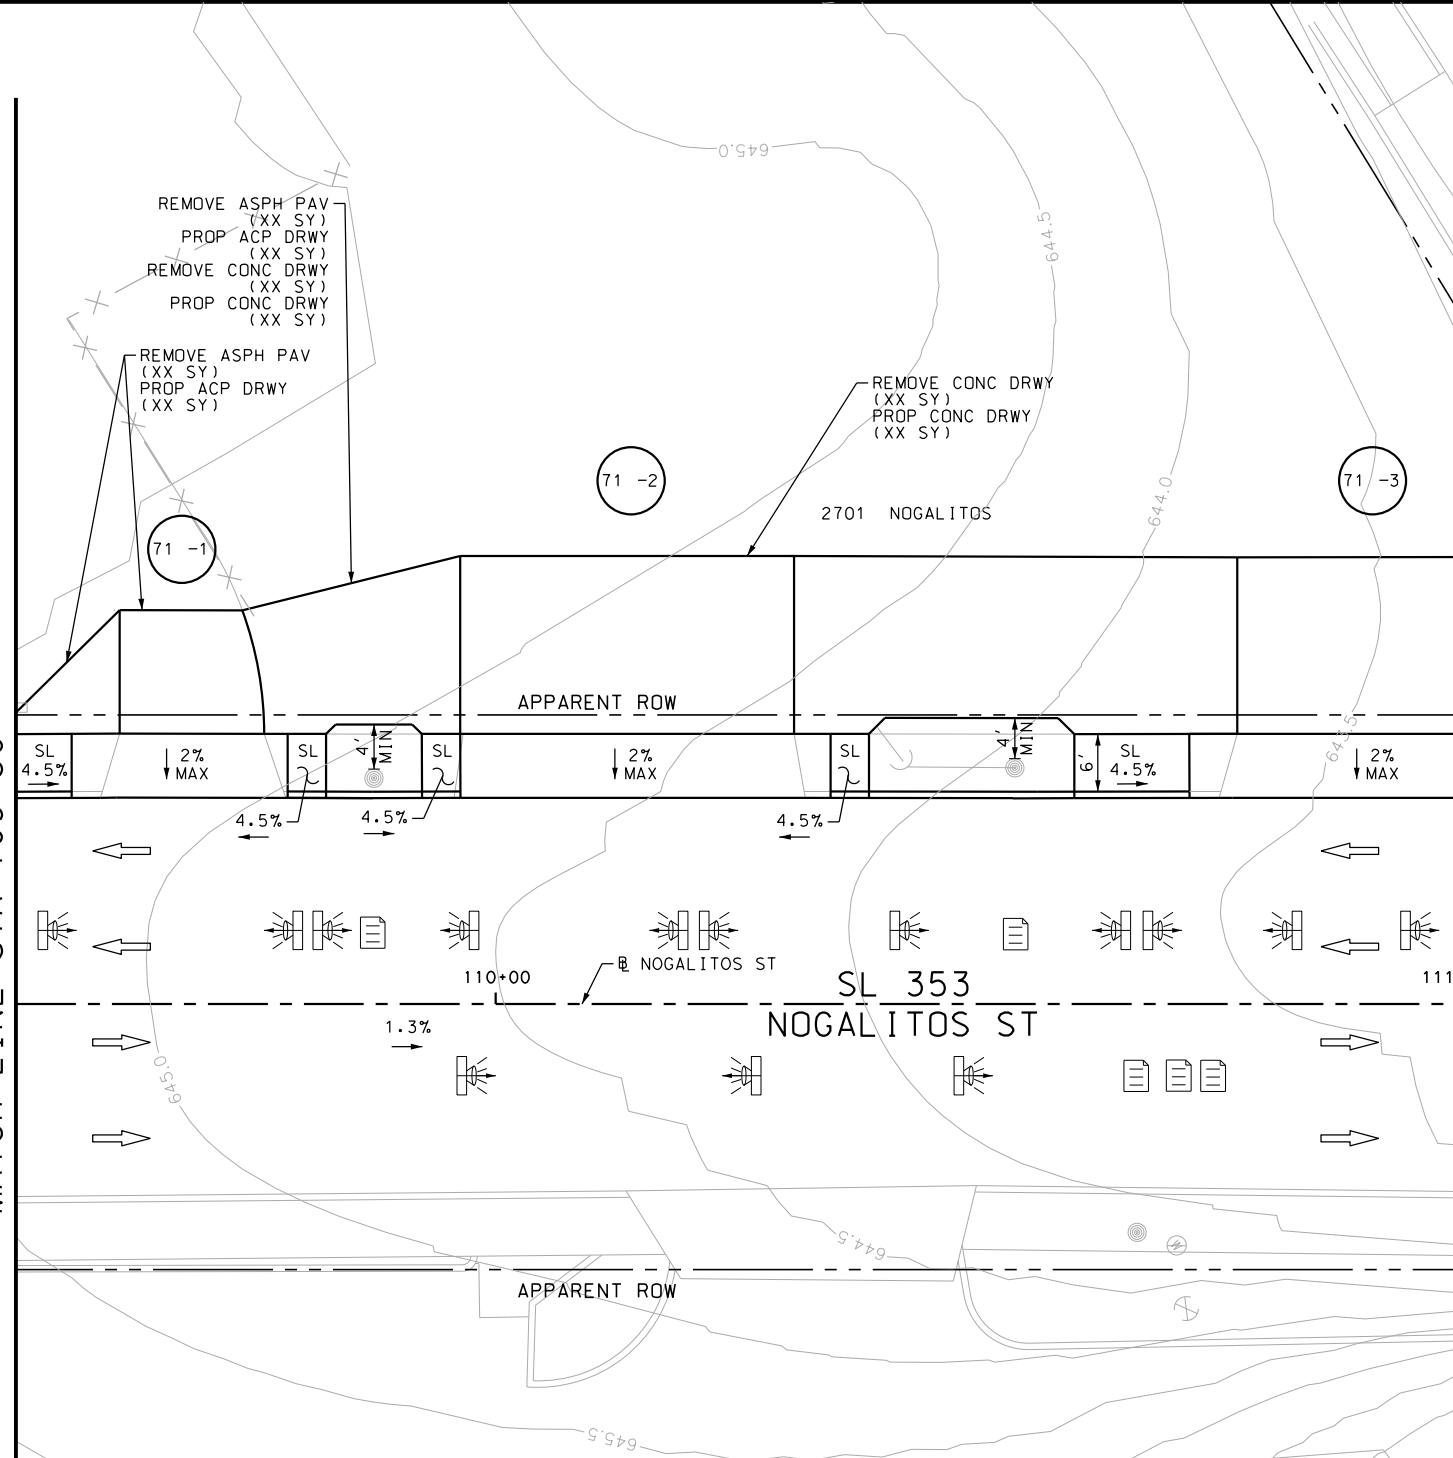 645.0
REMOVE ASPH PAV
(XX SY)
PROP ACP DRWY
(XX SY)
REMOVE CONC DRWY
(XX SY)
PROP CONC DRWY
(XX SY)
644.5
REMOVE ASPH PAV
(XX SY)
PROP ACP DRWY
(XX SY)
REMOVE CONC DRWY
(XX SY)
PROP CONC DRWY
(XX SY)
71 -2
71 -3
644.0
2701 NOGALITOS
71 -1
APPARENT ROW
643.5
SL
4.5%
2%
MAX
SL
4'
MIN
SL
2%
MAX
SL
4'
MIN
6'
SL
4.5%
2%
MAX
4.5%
4.5%
4.5%
110+00
℄ NOGALITOS ST
SL 353
111
NOGALITOS ST
1.3%
645.0
644.5
APPARENT ROW
645.5